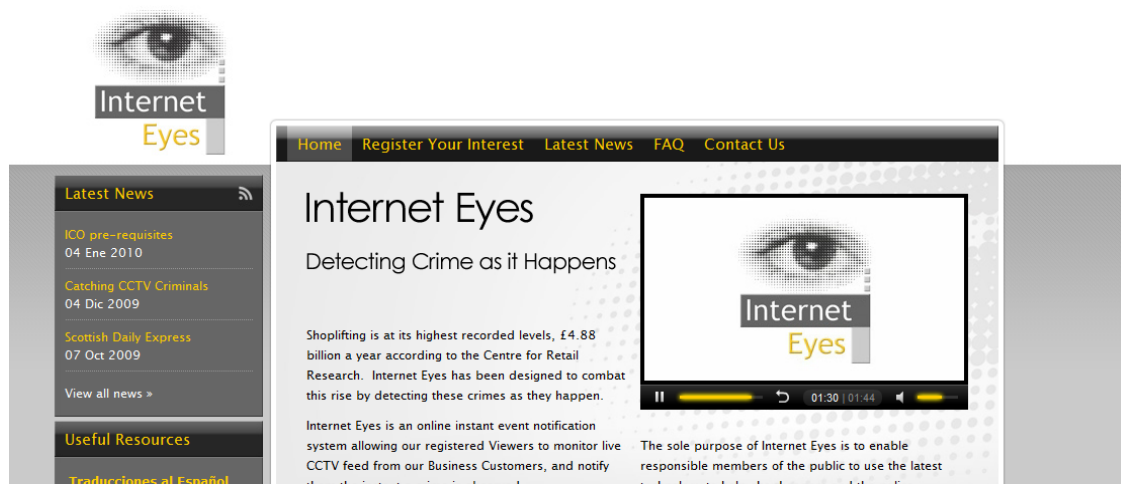 Internet
Eyes
Home Register Your Interest Latest News FAQ Contact Us
Latest News
ICO pre-requisites
04 Ene 2010
Catching CCTV Criminals
04 Dic 2009
Scottish Daily Express
07 Oct 2009
View all news »
Useful Resources
Traducciones al Español
Internet Eyes
Detecting Crime as it Happens
Shoplifting is at its highest recorded levels, £4.88
billion a year according to the Centre for Retail
Research. Internet Eyes has been designed to combat
this rise by detecting these crimes as they happen.
Internet Eyes is an online instant event notification
system allowing our registered Viewers to monitor live
CCTV feed from our Business Customers, and notify
Internet
Eyes
01:30 | 01:44
The sole purpose of Internet Eyes is to enable
responsible members of the public to use the latest